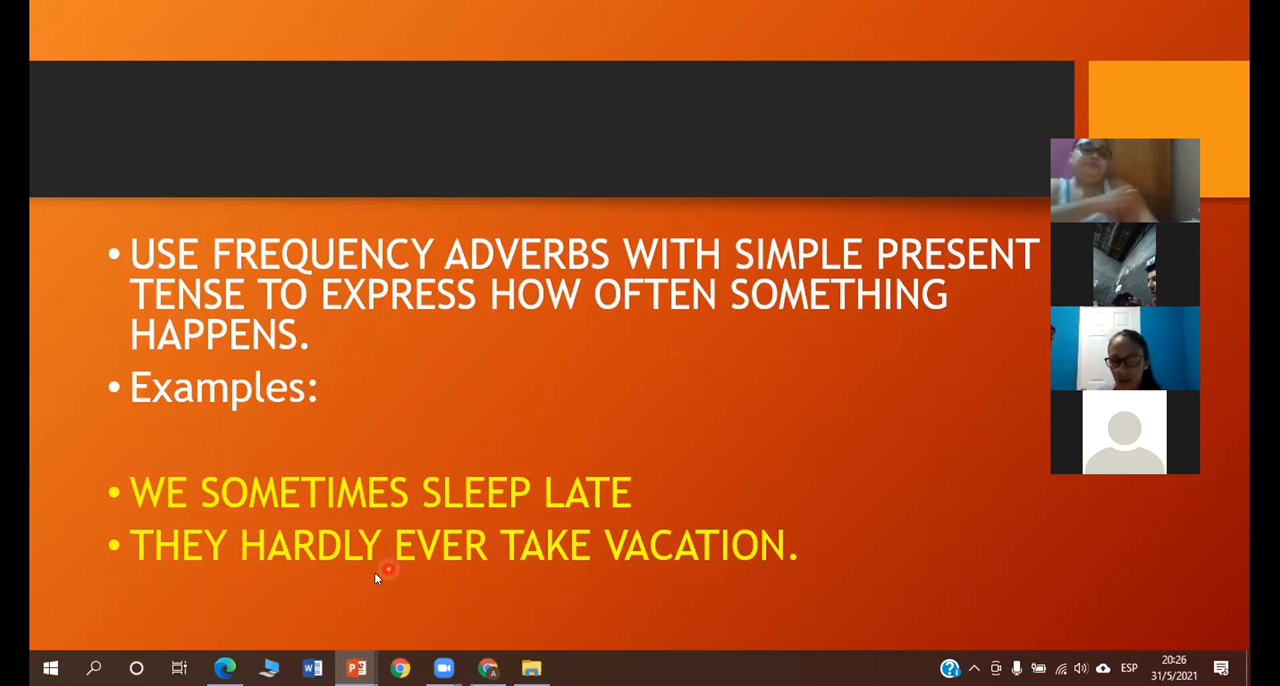 • USE FREQUENCY ADVERBS WITH SIMPLE PRESENT
TENSE TO EXPRESS HOW OFTEN SOMETHING
HAPPENS.
• Examples:
• WE SOMETIMES SLEEP LATE
• THEY HARDLY EVER TAKE VACATION.
ESP
20:26
31/5/2021